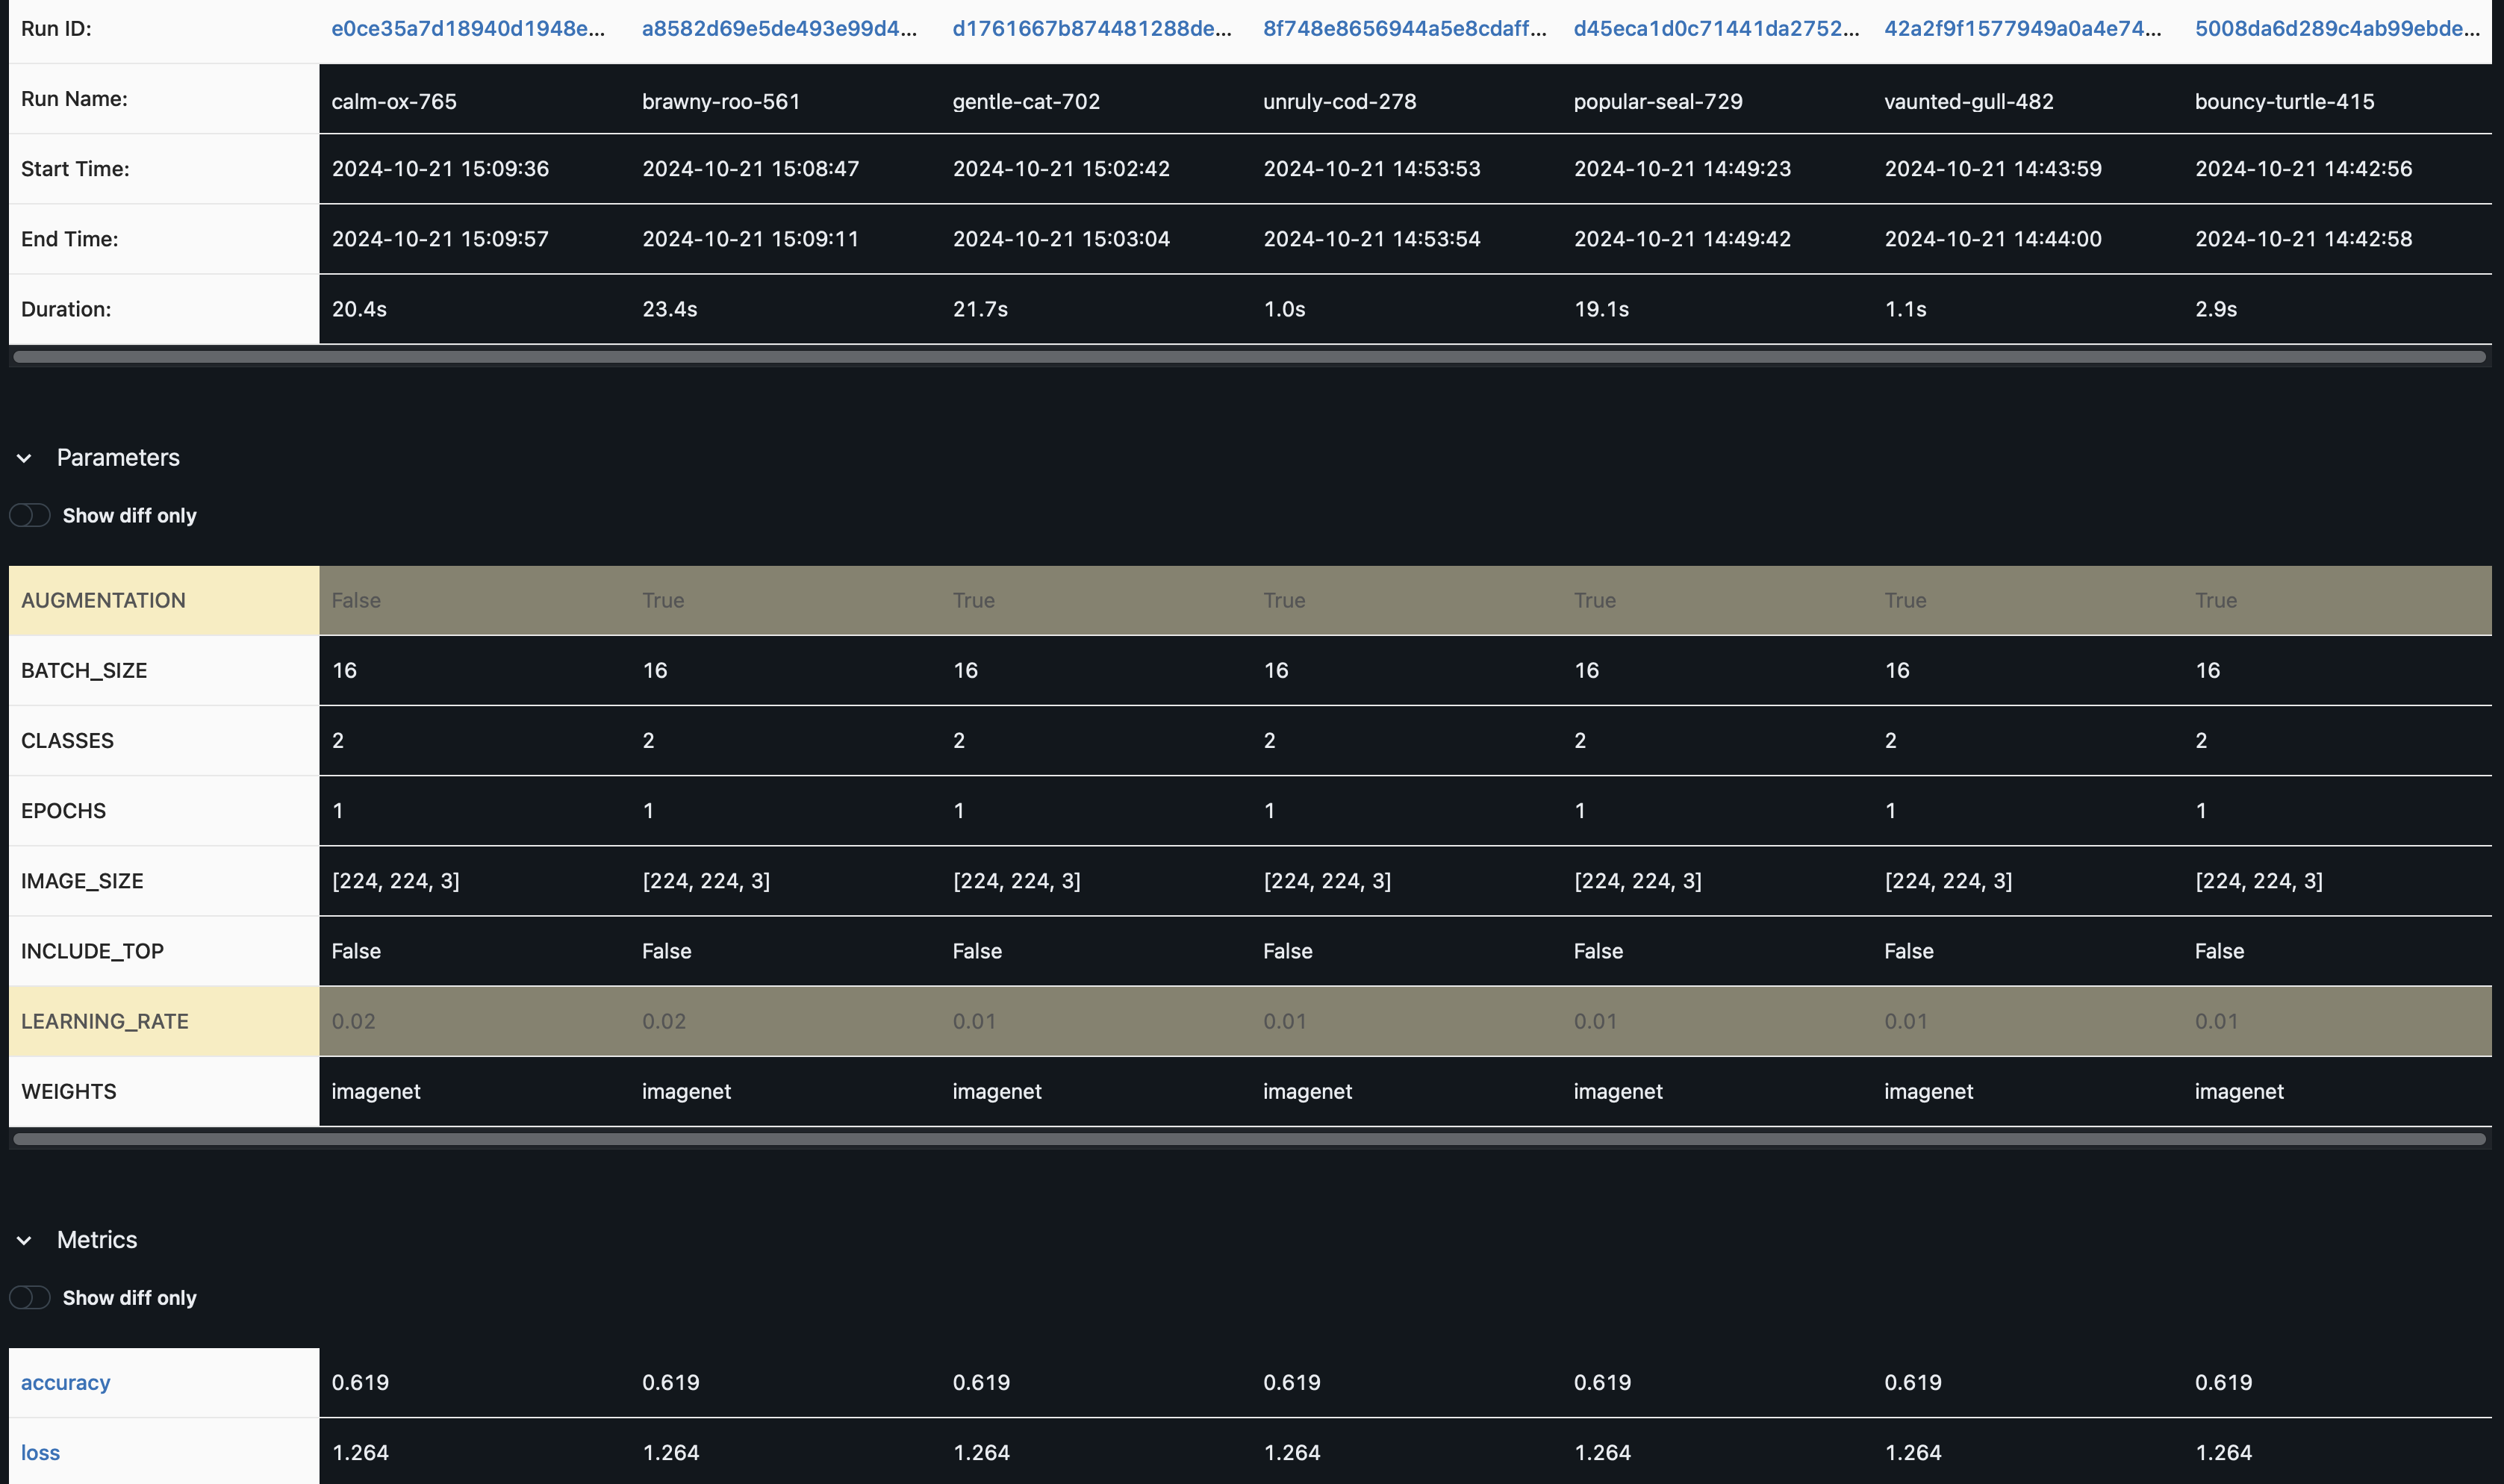 Run ID: e0ce35a7d18940d1948e... a8582d69e5de493e99d4... d1761667b874481288de... 8f748e8656944a5e8cdaff... d45eca1d0c71441da2752... 42a2f9f1577949a0a4e74... 5008da6d289c4ab99ebde...
Run Name: calm-ox-765 brawny-roo-561 gentle-cat-702 unruly-cod-278 popular-seal-729 vaunted-gull-482 bouncy-turtle-415
Start Time: 2024-10-21 15:09:36 2024-10-21 15:08:47 2024-10-21 15:02:42 2024-10-21 14:53:53 2024-10-21 14:49:23 2024-10-21 14:43:59 2024-10-21 14:42:56
End Time: 2024-10-21 15:09:57 2024-10-21 15:09:11 2024-10-21 15:03:04 2024-10-21 14:53:54 2024-10-21 14:49:42 2024-10-21 14:44:00 2024-10-21 14:42:58
Duration: 20.4s 23.4s 21.7s 1.0s 19.1s 1.1s 2.9s
Parameters
Show diff only
AUGMENTATION False True True True True True True
BATCH_SIZE 16 16 16 16 16 16 16
CLASSES 2 2 2 2 2 2 2
EPOCHS 1 1 1 1 1 1 1
IMAGE_SIZE [224, 224, 3] [224, 224, 3] [224, 224, 3] [224, 224, 3] [224, 224, 3] [224, 224, 3] [224, 224, 3]
INCLUDE_TOP False False False False False False False
LEARNING_RATE 0.02 0.02 0.01 0.01 0.01 0.01 0.01
WEIGHTS imagenet imagenet imagenet imagenet imagenet imagenet imagenet
Metrics
Show diff only
accuracy 0.619 0.619 0.619 0.619 0.619 0.619 0.619
loss 1.264 1.264 1.264 1.264 1.264 1.264 1.264